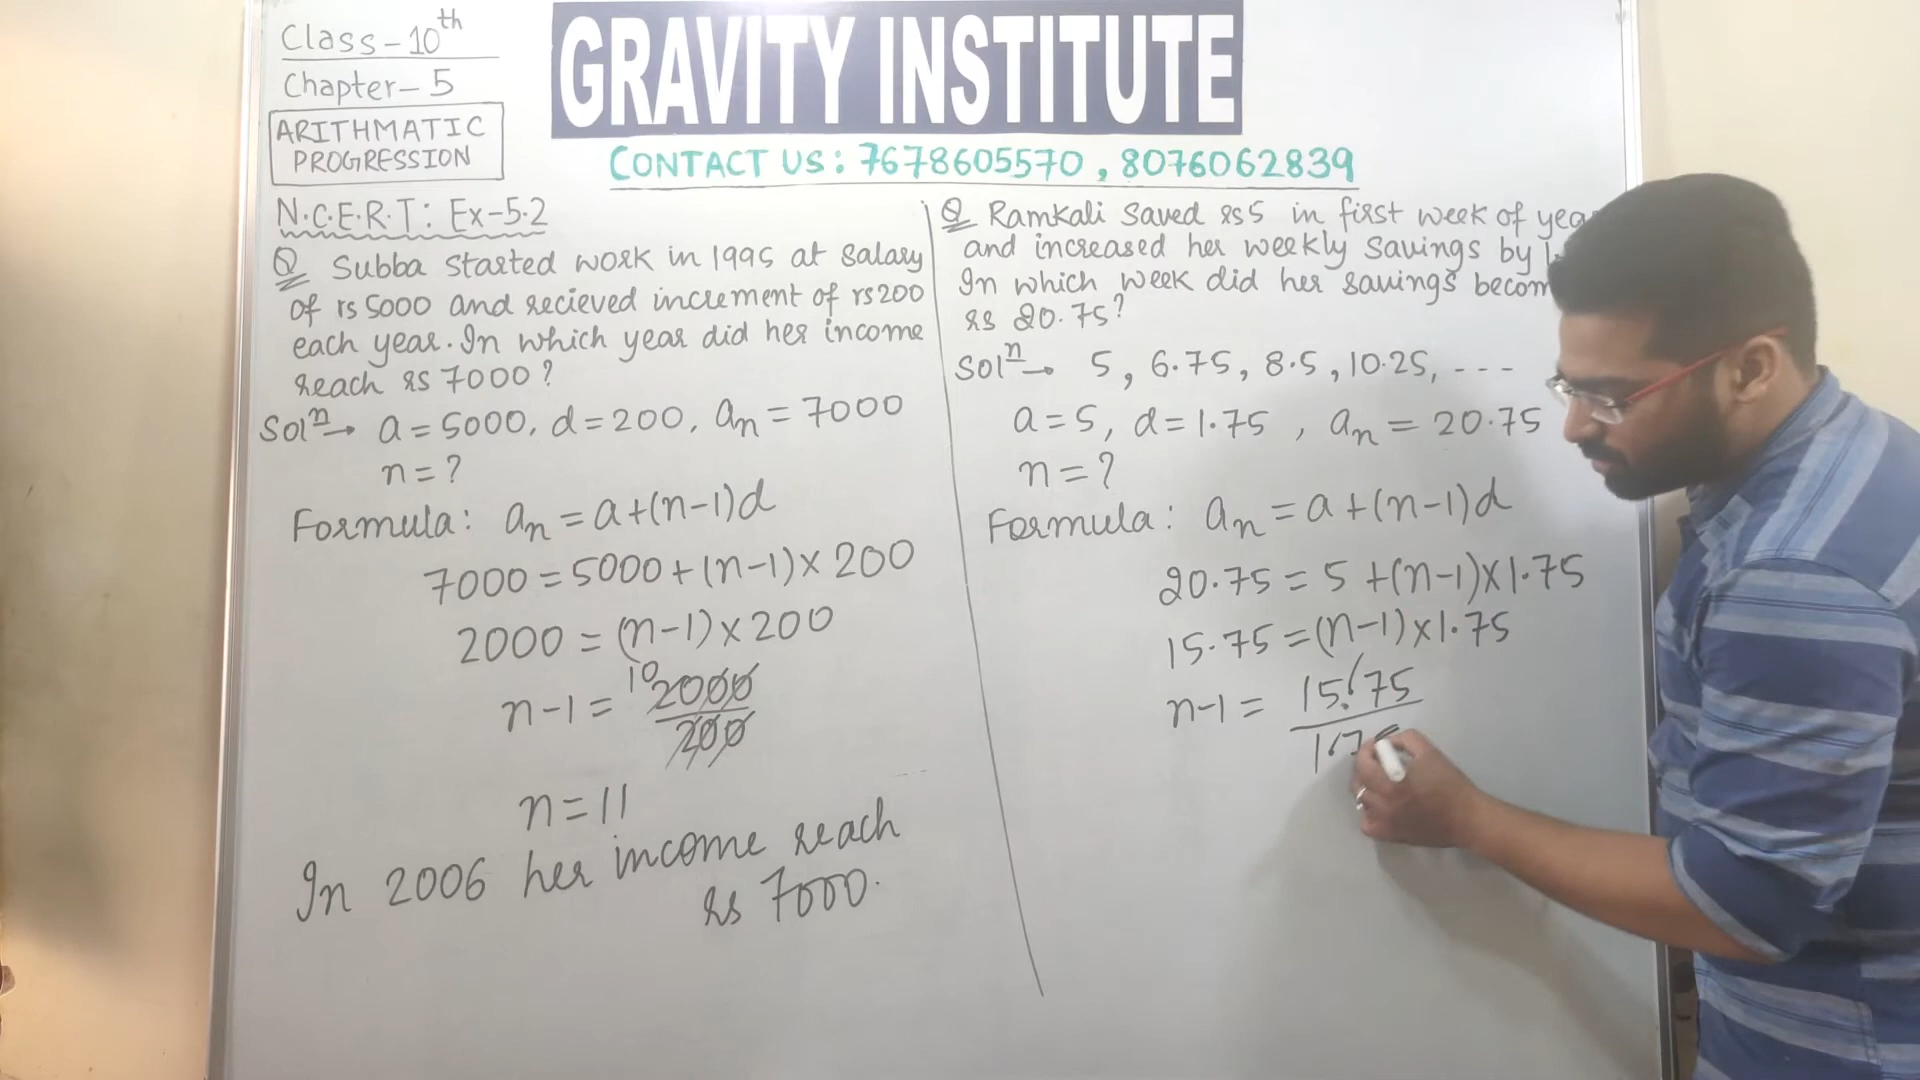 Class-10th
Chapter-5
ARITHMATIC
PROGRESSION
GRAVITY INSTITUTE
CONTACT US: 7678605570, 8076062839
N.C.E.R.T: Ex-5.2
Q Subba started work in 1995 at salary
of rs 5000 and recieved increment of rs 200
each year. In which year did her income
reach rs 7000?
Solⁿ→ a=5000, d=200, aₙ=7000
n=?
Formula: aₙ=a+(n-1)d
7000=5000+(n-1)×200
2000=(n-1)×200
n-1= 10 2000
200
n=11
In 2006 her income reach
rs 7000.
Q Ramkali saved rs 5 in first week of
and increased her weekly savings by
In which week did her savings
rs 20.75?
Solⁿ→ 5, 6.75, 8.5, 10.25, ---
a=5, d=1.75, aₙ=20.75
n=?
Formula: aₙ=a+(n-1)d
20.75=5+(n-1)×1.75
15.75=(n-1)×1.75
n-1= 15.75